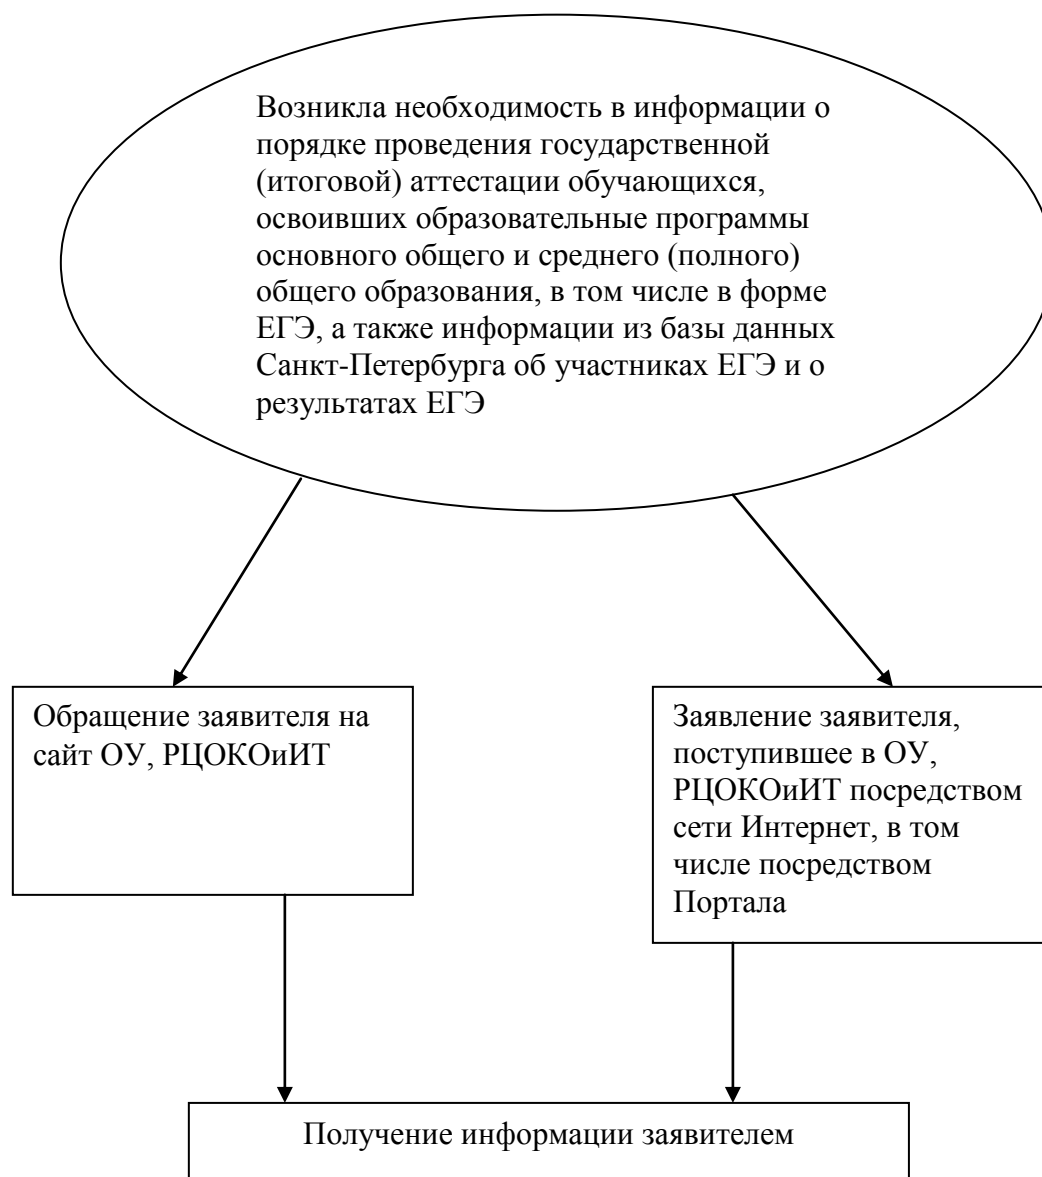 Возникла необходимость в информации о
порядке проведения государственной
(итоговой) аттестации обучающихся,
освоивших образовательные программы
основного общего и среднего (полного)
общего образования, в том числе в форме
ЕГЭ, а также информации из базы данных
Санкт-Петербурга об участниках ЕГЭ и о
результатах ЕГЭ
Обращение заявителя на
сайт ОУ, РЦОКОиИТ
Заявление заявителя,
поступившее в ОУ,
РЦОКОиИТ посредством
сети Интернет, в том
числе посредством
Портала
Получение информации заявителем